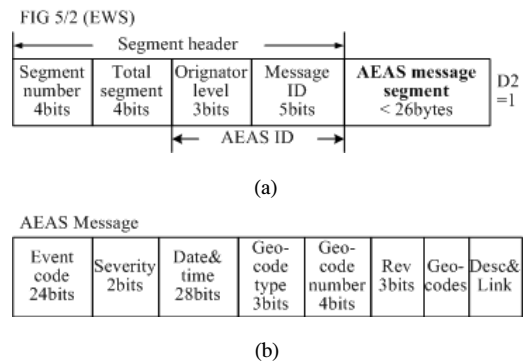 FIG 5/2 (EWS)
Segment header
Segment number 4bits
Total segment 4bits
Orignator level 3bits
Message ID 5bits
AEAS message segment < 26bytes
D2 =1
AEAS ID
(a)
AEAS Message
Event code 24bits
Severity 2bits
Date& time 28bits
Geo- code type 3bits
Geo- code number 4bits
Rev 3bits
Geo- codes
Desc& Link
(b)